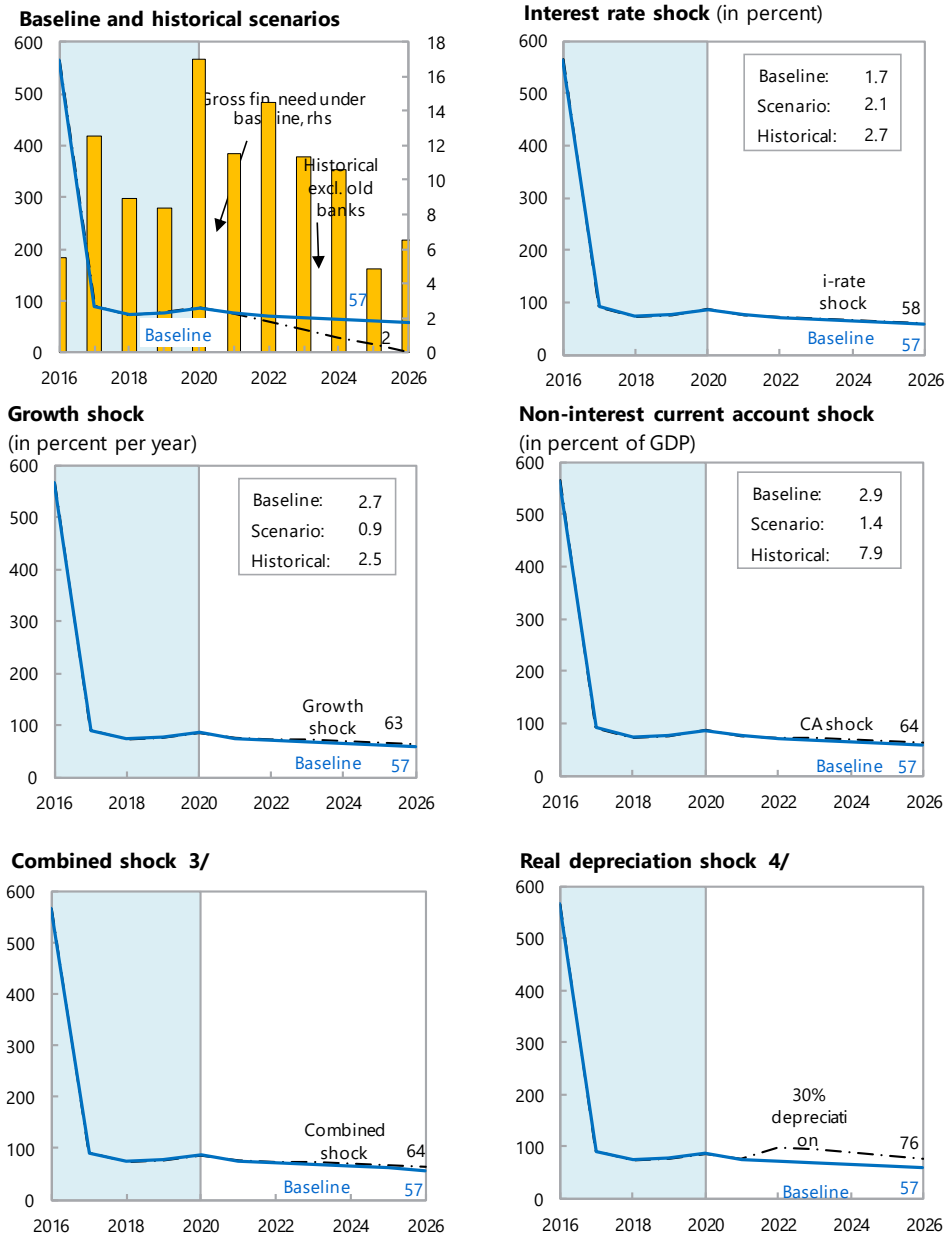 Baseline and historical scenarios
600
500
400
300
200
100
0
18
16
14
12
10
8
6
4
2
0
Gross fin. need under
baseline, rhs
Historical
excl. old
banks
57
2
Baseline
2016 2018 2020 2022 2024 2026
Interest rate shock (in percent)
600
500
400
300
200
100
0
Baseline: 1.7
Scenario: 2.1
Historical: 2.7
i-rate
shock
58
Baseline
57
2016 2018 2020 2022 2024 2026
Growth shock
(in percent per year)
600
500
400
300
200
100
0
Baseline: 2.7
Scenario: 0.9
Historical: 2.5
Growth
shock
63
Baseline
57
2016 2018 2020 2022 2024 2026
Non-interest current account shock
(in percent of GDP)
600
500
400
300
200
100
0
Baseline: 2.9
Scenario: 1.4
Historical: 7.9
CA shock
64
Baseline
57
2016 2018 2020 2022 2024 2026
Combined shock 3/
600
500
400
300
200
100
0
Combined
shock
64
Baseline
57
2016 2018 2020 2022 2024 2026
Real depreciation shock 4/
600
500
400
300
200
100
0
30%
depreciati
on
76
Baseline
57
2016 2018 2020 2022 2024 2026